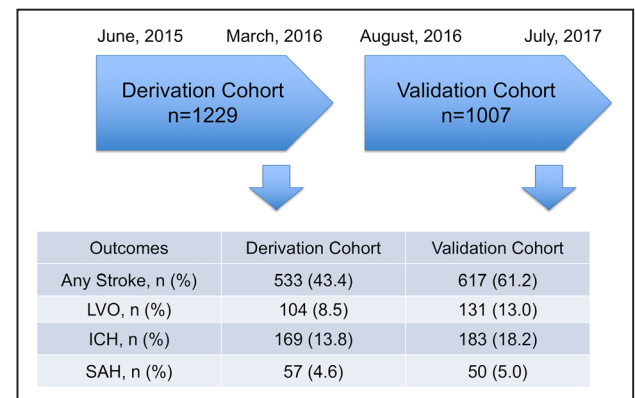 June, 2015 March, 2016 August, 2016 July, 2017
Derivation Cohort
n=1229
Validation Cohort
n=1007
Outcomes Derivation Cohort Validation Cohort
Any Stroke, n (%) 533 (43.4) 617 (61.2)
LVO, n (%) 104 (8.5) 131 (13.0)
ICH, n (%) 169 (13.8) 183 (18.2)
SAH, n (%) 57 (4.6) 50 (5.0)